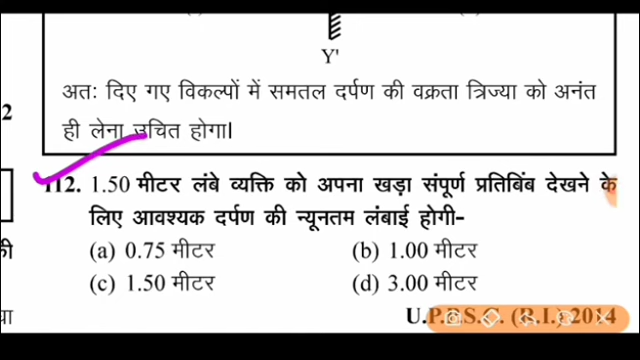 Y'
अतः दिए गए विकल्पों में समतल दर्पण की वक्रता त्रिज्या को अनंत
2
ही लेना उचित होगा।
112. 1.50 मीटर लंबे व्यक्ति को अपना खड़ा संपूर्ण प्रतिबिंब देखने के
लिए आवश्यक दर्पण की न्यूनतम लंबाई होगी-
की (a) 0.75 मीटर (b) 1.00 मीटर
(c) 1.50 मीटर (d) 3.00 मीटर
U.P.P.S.C. (R.I.) 2014